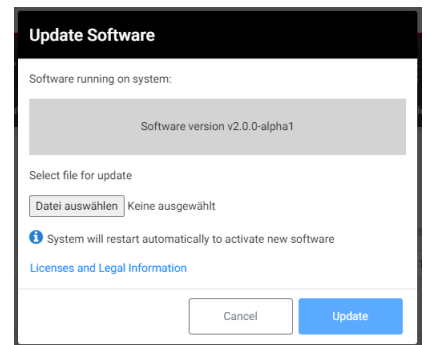 Update Software
Software running on system:
Software version v2.0.0-alpha1
Select file for update
Datei auswählen Keine ausgewählt
System will restart automatically to activate new software
Licenses and Legal Information
Cancel Update